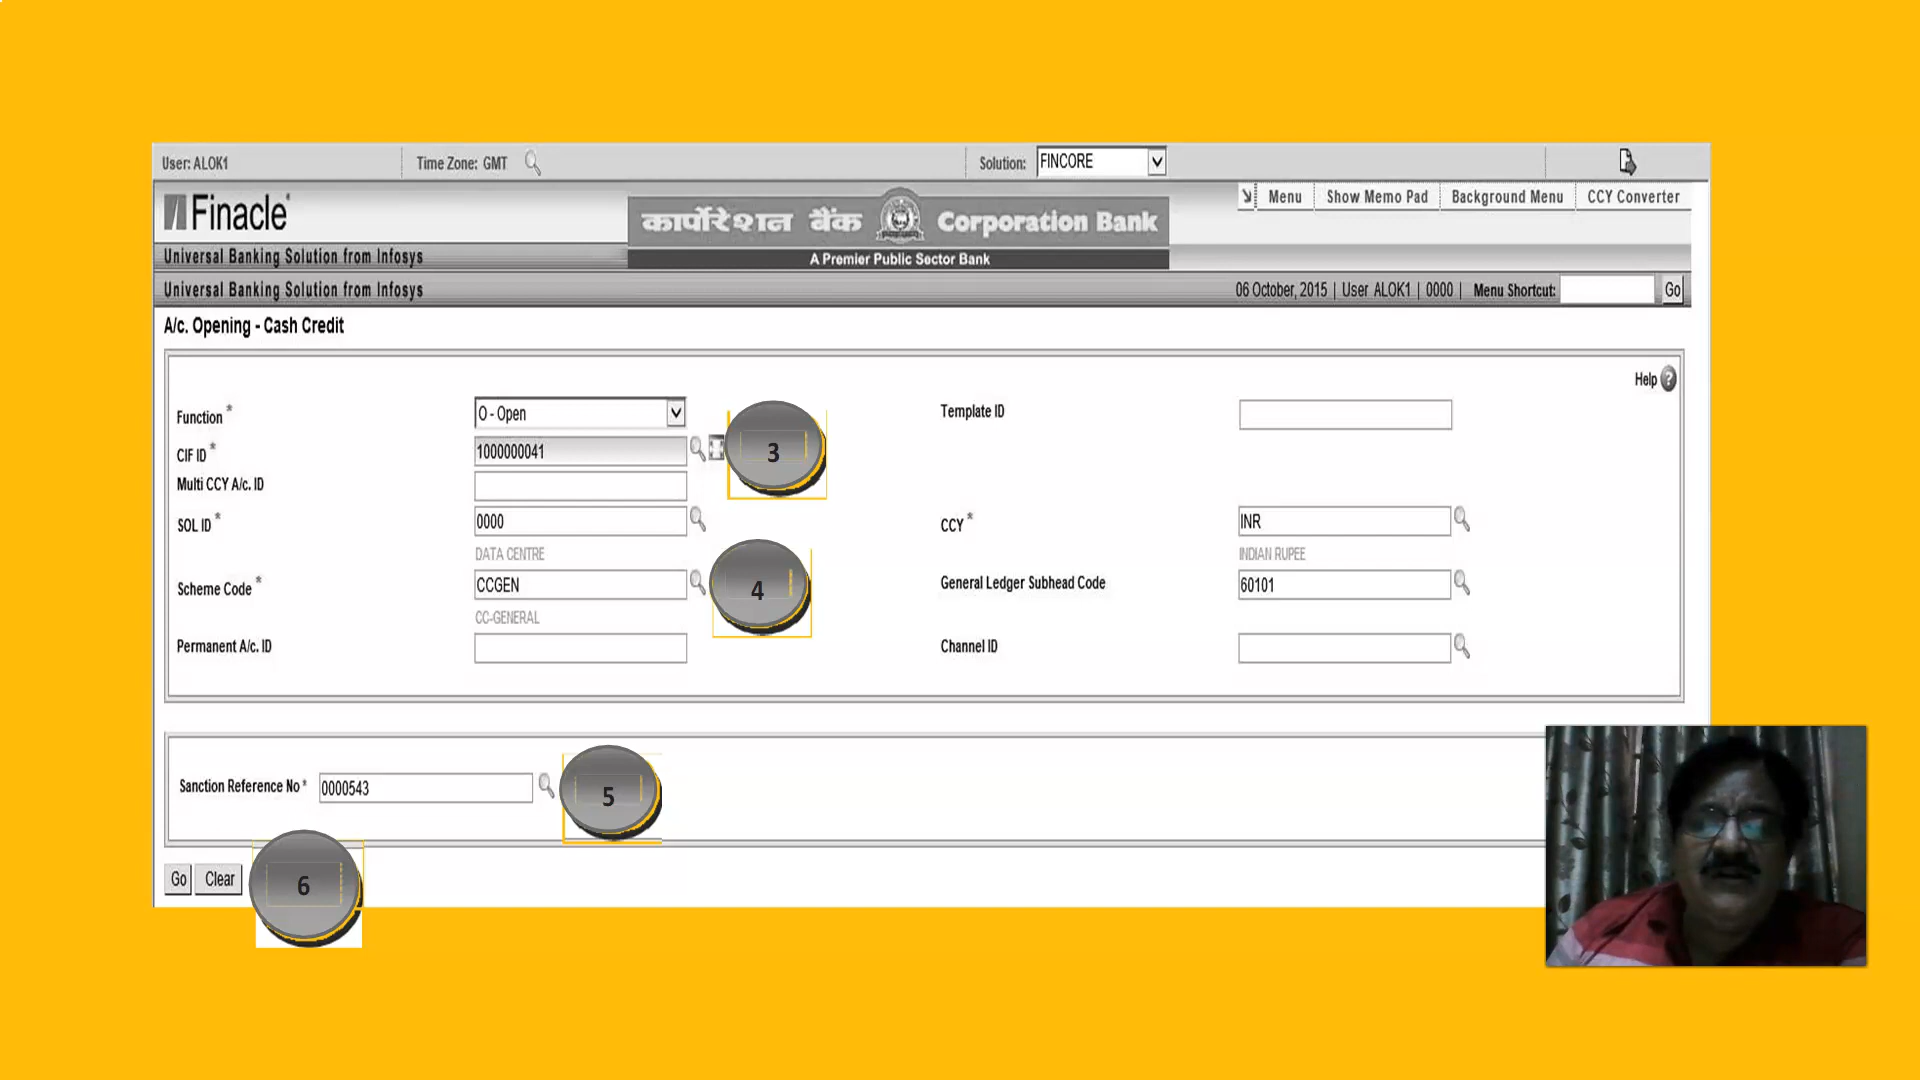 User: ALOK1 Time Zone: GMT Solution: FINCORE
Finacle
Menu Show Memo Pad Background Menu CCY Converter
कार्पोरेशन बैंक Corporation Bank
A Premier Public Sector Bank
Universal Banking Solution from Infosys
Universal Banking Solution from Infosys 06 October, 2015 | User ALOK1 | 0000 | Menu Shortcut: Go
A/c. Opening - Cash Credit
Help ?
Function * O - Open Template ID
CIF ID * 1000000041 3
Multi CCY A/c. ID
SOL ID * 0000 CCY * INR
DATA CENTRE INDIAN RUPEE
Scheme Code * CCGEN 4 General Ledger Subhead Code 60101
CC-GENERAL
Permanent A/c. ID Channel ID
Sanction Reference No * 0000543 5
Go Clear 6